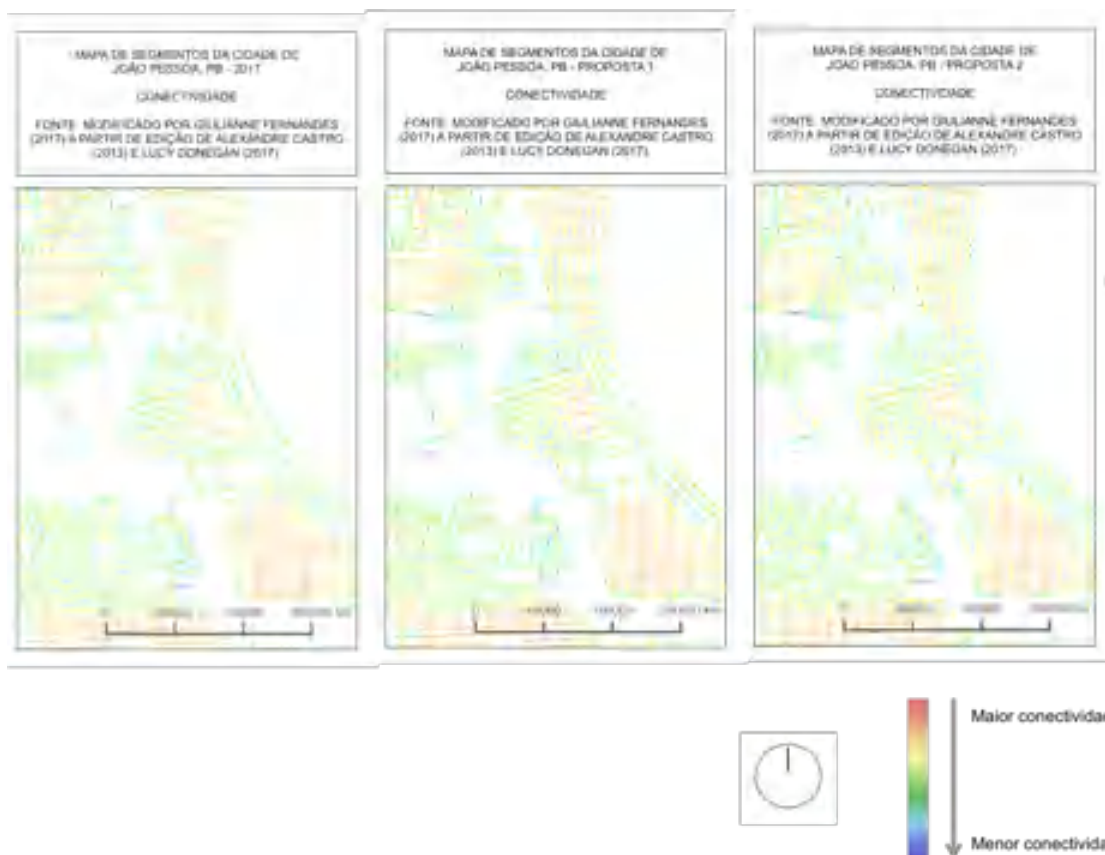 MAPA DE SEGMENTOS DA CIDADE DE
JOÃO PESSOA, PB - 2017
CONECTIVIDADE
FONTE: MODIFICADO POR GIULIANNE FERNANDES
(2017) A PARTIR DE EDIÇÃO DE ALEXANDRE CASTRO
(2013) E LUCY DONEGAN (2017)
MAPA DE SEGMENTOS DA CIDADE DE
JOÃO PESSOA, PB - PROPOSTA 1
CONECTIVIDADE
FONTE: MODIFICADO POR GIULIANNE FERNANDES
(2017) A PARTIR DE EDIÇÃO DE ALEXANDRE CASTRO
(2013) E LUCY DONEGAN (2017)
MAPA DE SEGMENTOS DA CIDADE DE
JOÃO PESSOA, PB - PROPOSTA 2
CONECTIVIDADE
FONTE: MODIFICADO POR GIULIANNE FERNANDES
(2017) A PARTIR DE EDIÇÃO DE ALEXANDRE CASTRO
(2013) E LUCY DONEGAN (2017)
0
0
0
Maior conectividad
Menor conectivida